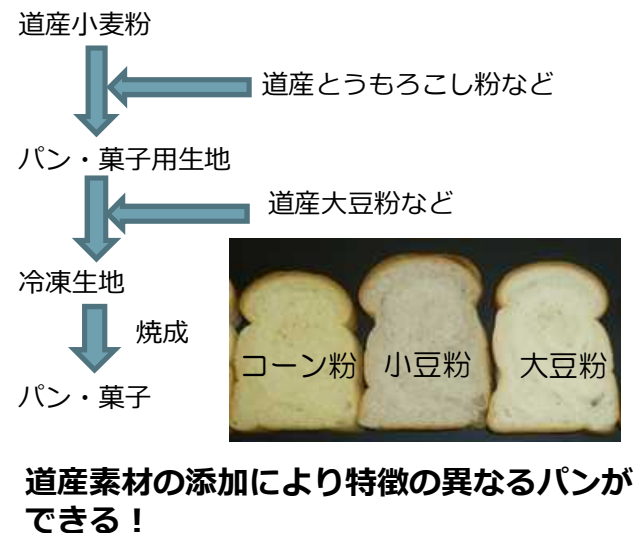 道産小麦粉
道産とうもろこし粉など
パン・菓子用生地
道産大豆粉など
冷凍生地
焼成
コーン粉
小豆粉
大豆粉
パン・菓子
道産素材の添加により特徴の異なるパンが
できる！